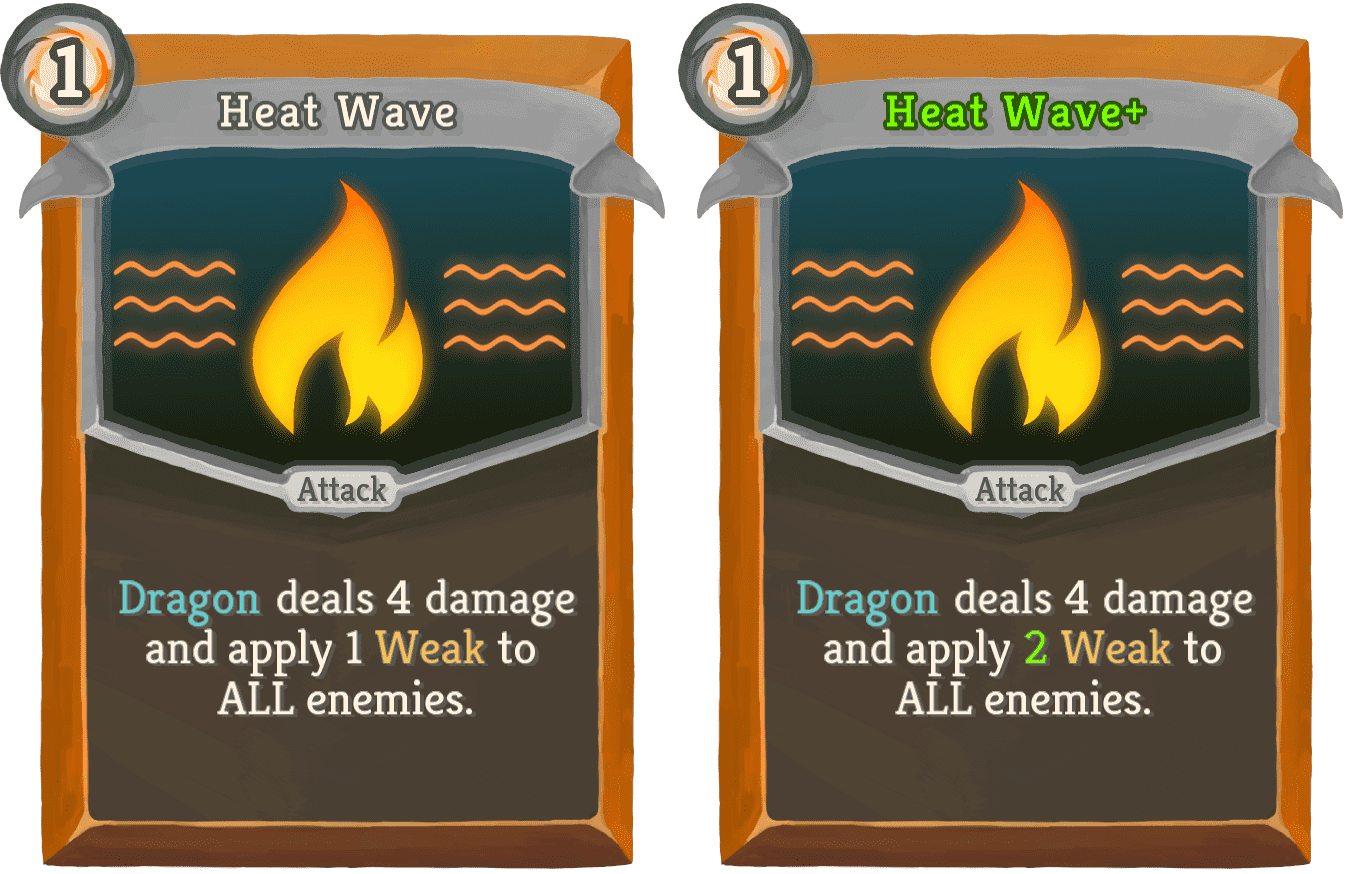 1
Heat Wave
Attack
Dragon deals 4 damage
and apply 1 Weak to
ALL enemies.
1
Heat Wave+
Attack
Dragon deals 4 damage
and apply 2 Weak to
ALL enemies.